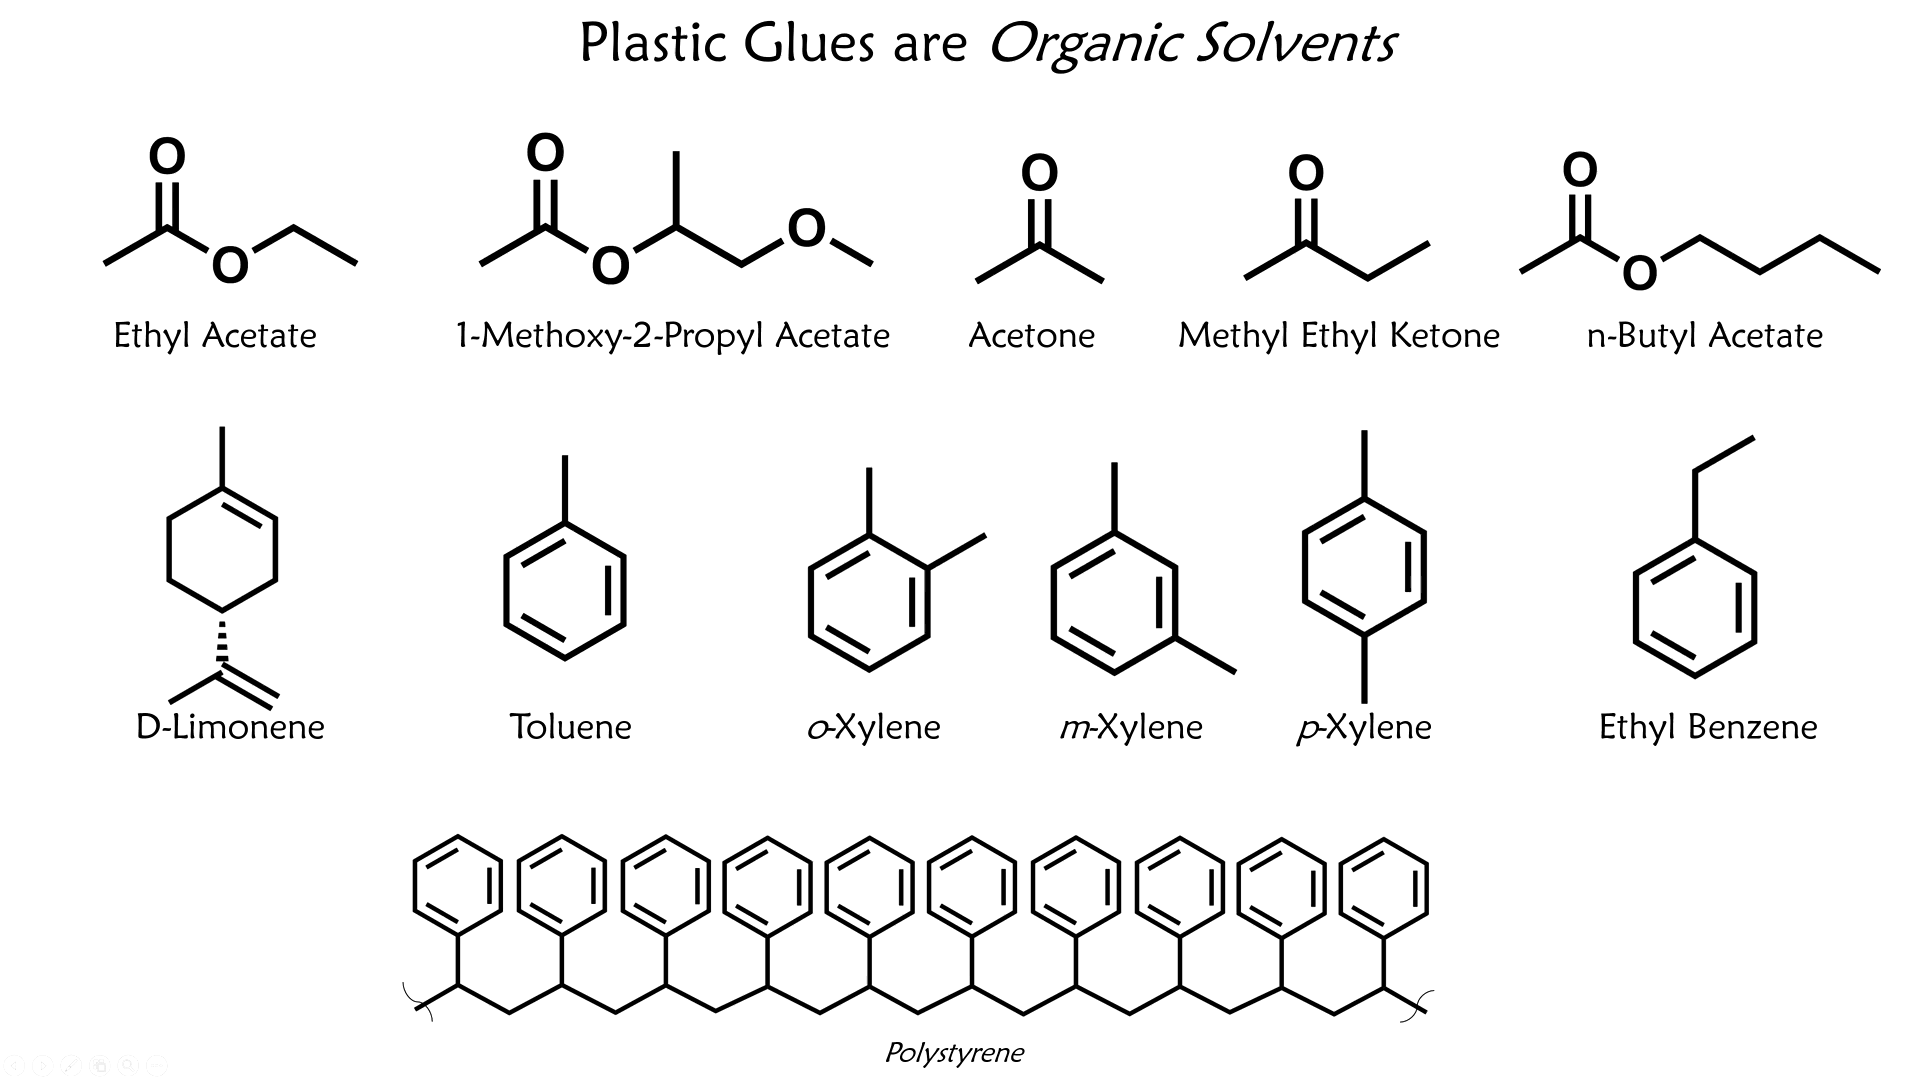 Plastic Glues are Organic Solvents
O
O
O
O
O
O
O
O
O
Ethyl Acetate
1-Methoxy-2-Propyl Acetate
Acetone
Methyl Ethyl Ketone
n-Butyl Acetate
D-Limonene
Toluene
o-Xylene
m-Xylene
p-Xylene
Ethyl Benzene
Polystyrene